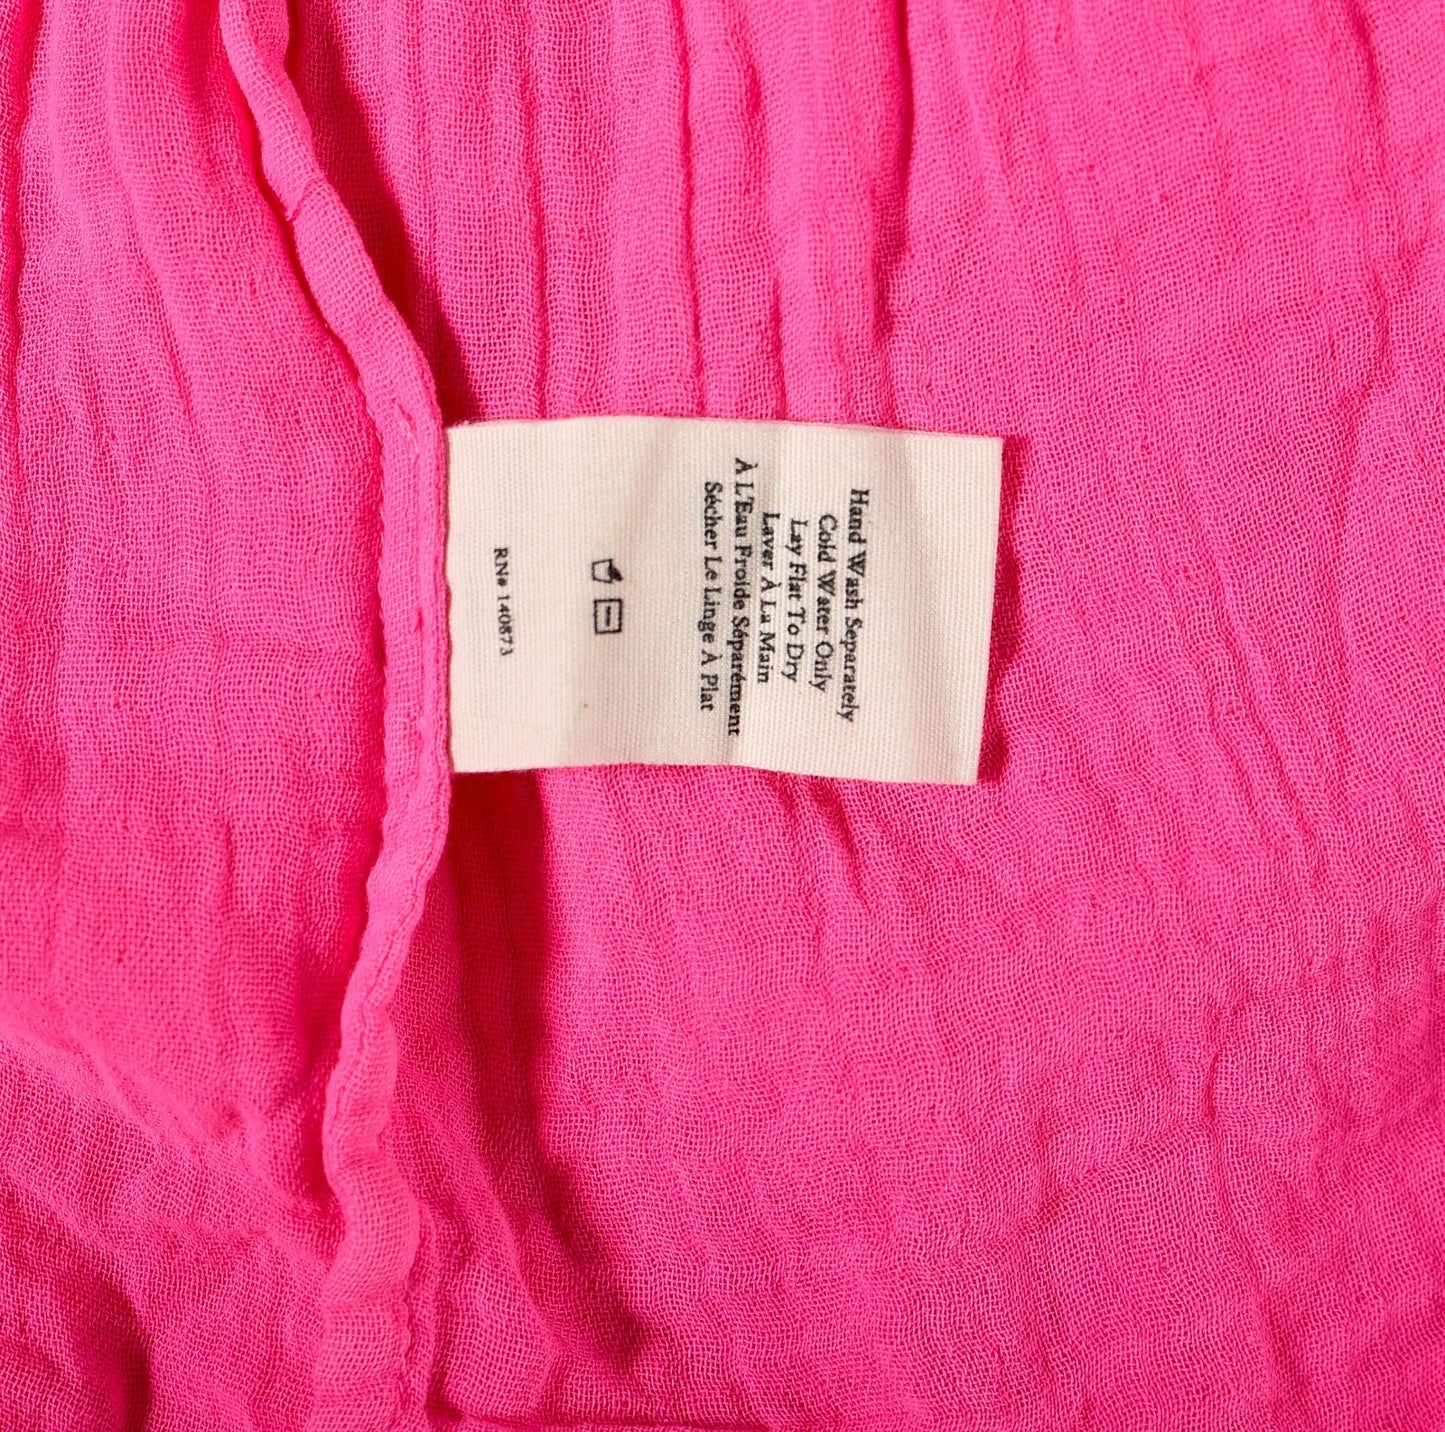 Hand Wash Separately
Cold Water Only
Lay Flat To Dry
Laver À La Main
À L'Eau Froide Séparément
Sécher Le Linge À Plat
RN# 140873